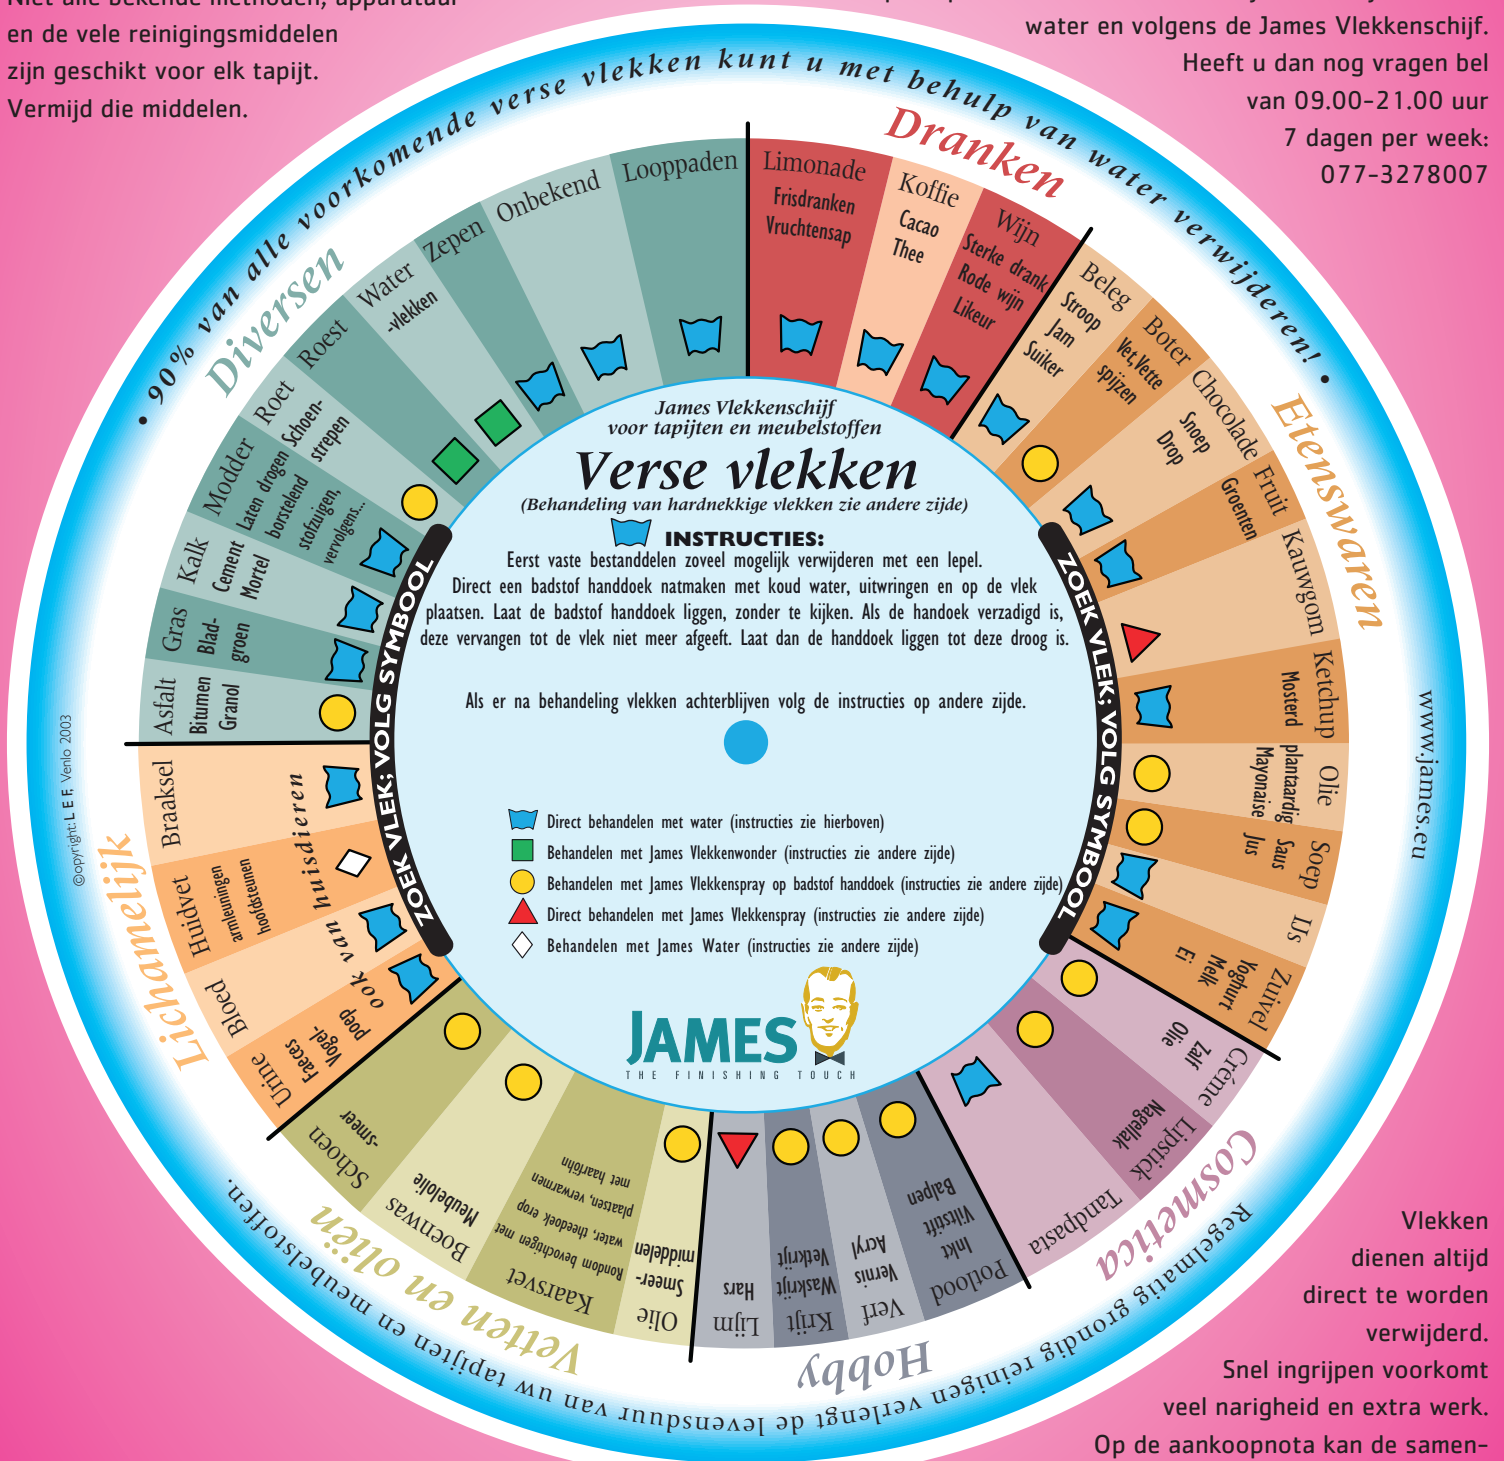 en de vele reinigingsmiddelen
zijn geschikt voor elk tapijt.
Vermijd die middelen.
water en volgens de James Vlekkenschijf.
Heeft u dan nog vragen bel
van 09.00-21.00 uur
7 dagen per week:
077-3278007
• 90% van alle voorkomende verse vlekken kunt u met behulp van water verwijderen! •
Dranken
Limonade
Frisdranken
Vruchtensap
Koffie
Cacao
Thee
Wijn
Sterke drank
Rode wijn
Likeur
Etenswaren
Beleg
Stroop
Jam
Suiker
Boter
Vet,Vette
spijzen
Chocolade
Snoep
Drop
Fruit
Groenten
Kauwgom
Ketchup
Mosterd
Olie
plantaardig
Mayonaise
Soep
Saus
Jus
IJs
Zuivel
Yoghurt
Melk
Ei
Cosmetica
Créme
Zalf
Olie
Lipstick
Nagellak
Tandpasta
Hobby
Potlood
Inkt
Viltstift
Balpen
Verf
Vernis
Acryl
Krijt
Waskrijt
Vetkrijt
Lijm
Hars
Vetten en oliën
Olie
Smeer-
middelen
Kaarsvet
Rondom bevochtigen met
water, theedoek erop
plaatsen, verwarmen
met haarföhn
Boenwas
Meubelolie
Schoen
-smeer
Lichamelijk
Urine
Faeces
Vogel-
poep
Bloed
Huidvet
armleuningen
hoofdsteunen
Braaksel
ook van huisdieren
Diversen
Asfalt
Bitumen
Granol
Gras
Blad-
groen
Kalk
Cement
Mortel
Modder
Laten drogen
borstelend
stofzuigen,
vervolgens...
Roet
Schoen-
strepen
Roest
Water
-vlekken
Zepen
Onbekend
Looppaden
James Vlekkenschijf
voor tapijten en meubelstoffen
Verse vlekken
(Behandeling van hardnekkige vlekken zie andere zijde)
INSTRUCTIES:
Eerst vaste bestanddelen zoveel mogelijk verwijderen met een lepel.
Direct een badstof handdoek natmaken met koud water, uitwringen en op de vlek
plaatsen. Laat de badstof handdoek liggen, zonder te kijken. Als de handoek verzadigd is,
deze vervangen tot de vlek niet meer afgeeft. Laat dan de handdoek liggen tot deze droog is.
Als er na behandeling vlekken achterblijven volg de instructies op andere zijde.
Direct behandelen met water (instructies zie hierboven)
Behandelen met James Vlekkenwonder (instructies zie andere zijde)
Behandelen met James Vlekkenspray op badstof handdoek (instructies zie andere zijde)
Direct behandelen met James Vlekkenspray (instructies zie andere zijde)
Behandelen met James Water (instructies zie andere zijde)
JAMES
THE FINISHING TOUCH
ZOEK VLEK; VOLG SYMBOOL
ZOEK VLEK; VOLG SYMBOOL
www.james.eu
©opyright: L E F, Venlo 2003
Regelmatig grondig reinigen verlengt de levensduur van uw tapijten en meubelstoffen.
Vlekken
dienen altijd
direct te worden
verwijderd.
Snel ingrijpen voorkomt
veel narigheid en extra werk.
Op de aankoopnota kan de samen-